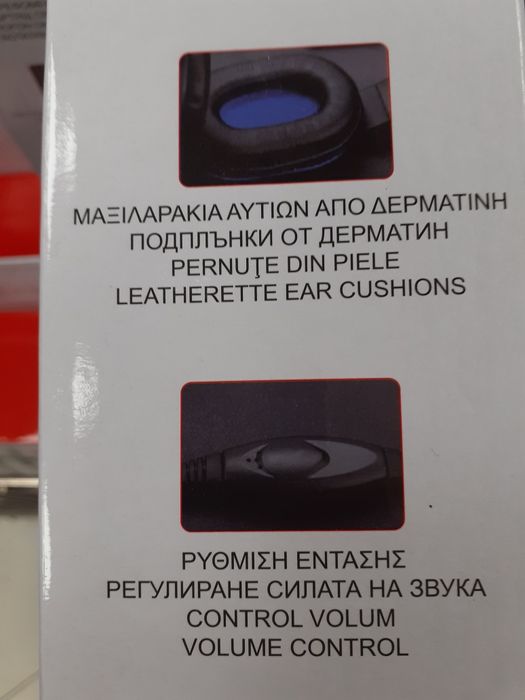 ΜΑΞΙΛΑΡΑΚΙΑ ΑΥΤΙΩΝ ΑΠΟ ΔΕΡΜΑΤΙΝΗ
ПОДПЛЪНКИ ОТ ДЕРМАТИН
PERNUŢE DIN PIELE
LEATHERETTE EAR CUSHIONS
ΡΥΘΜΙΣΗ ΕΝΤΑΣΗΣ
РЕГУЛИРАНЕ СИЛАТА НА ЗВУКА
CONTROL VOLUM
VOLUME CONTROL